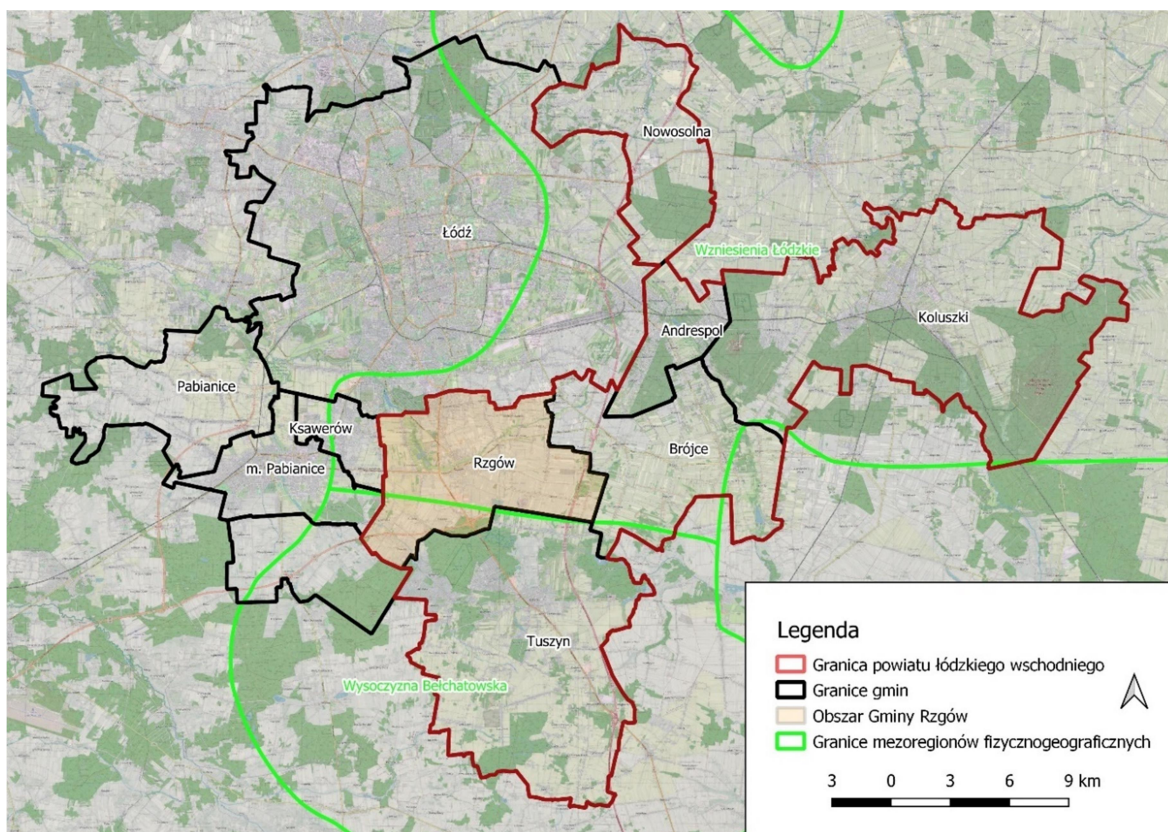 Nowosolna
Łódź
Wzniesienia Łódzkie
Koluszki
Andrespol
Pabianice
Ksawerów
Brójce
Rzgów
m. Pabianice
Tuszyn
Wysoczyzna Bełchatowska
Legenda
Granica powiatu łódzkiego wschodniego
Granice gmin
Obszar Gminy Rzgów
Granice mezoregionów fizycznogeograficznych
3 0 3 6 9 km